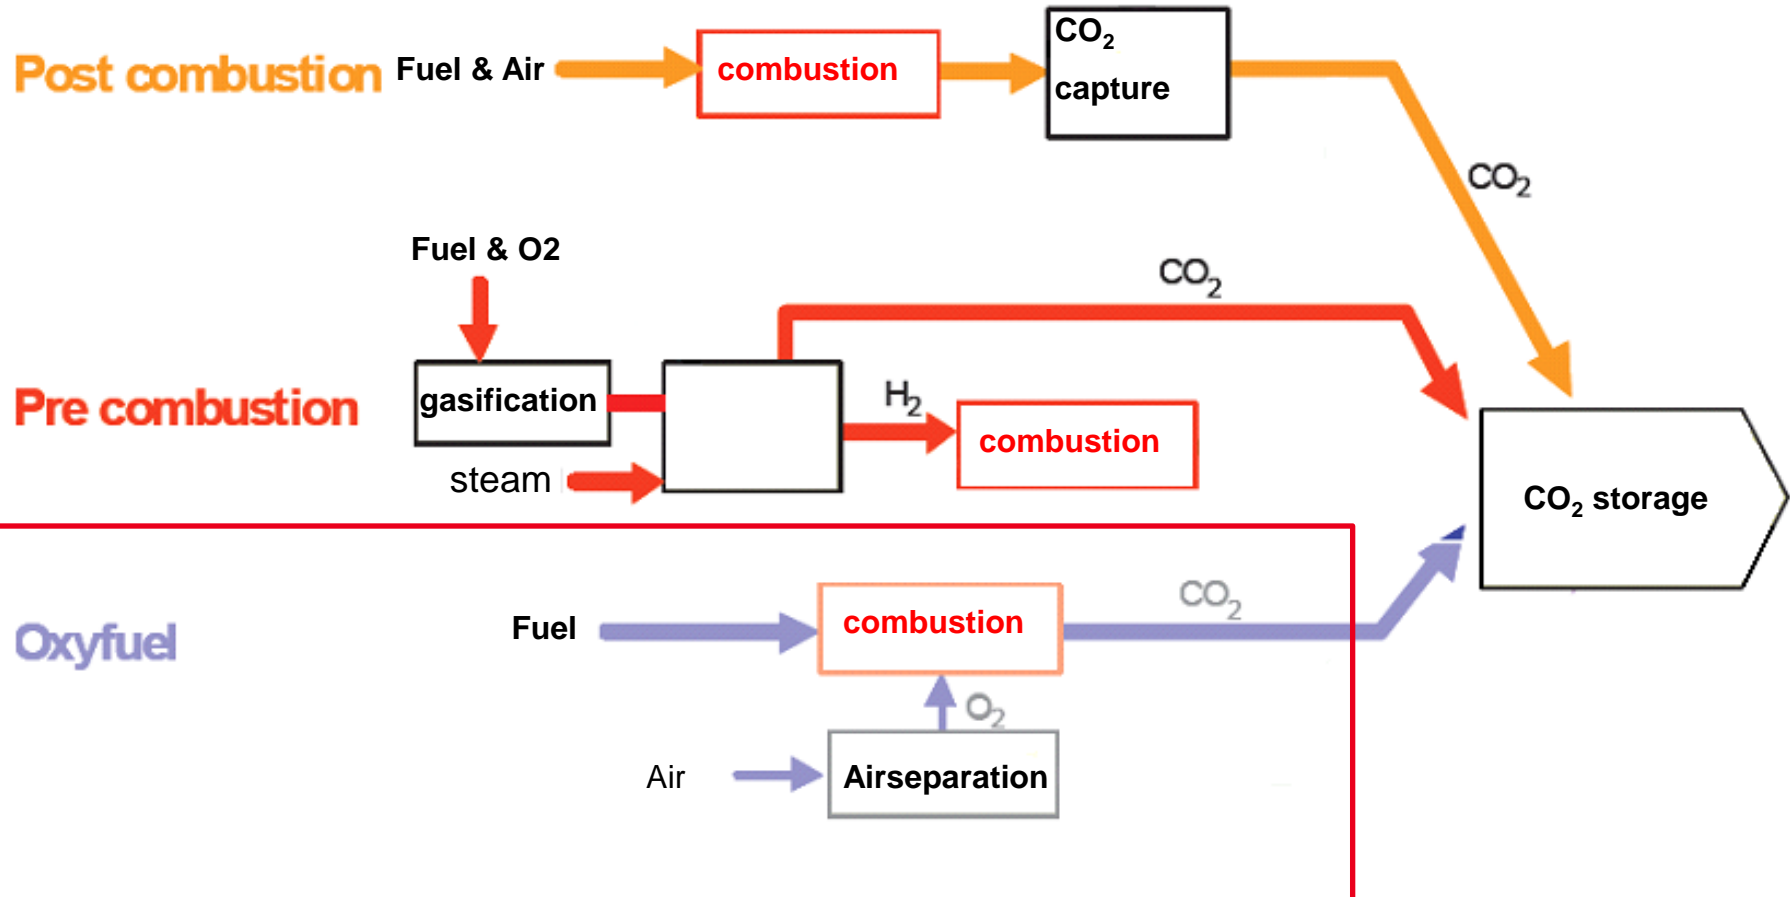 Post combustion
Fuel & Air
combustion
CO₂
capture
CO₂
Fuel & O2
CO₂
Pre combustion
gasification
H₂
combustion
steam
CO₂ storage
Oxyfuel
Fuel
combustion
CO₂
O₂
Air
Airseparation